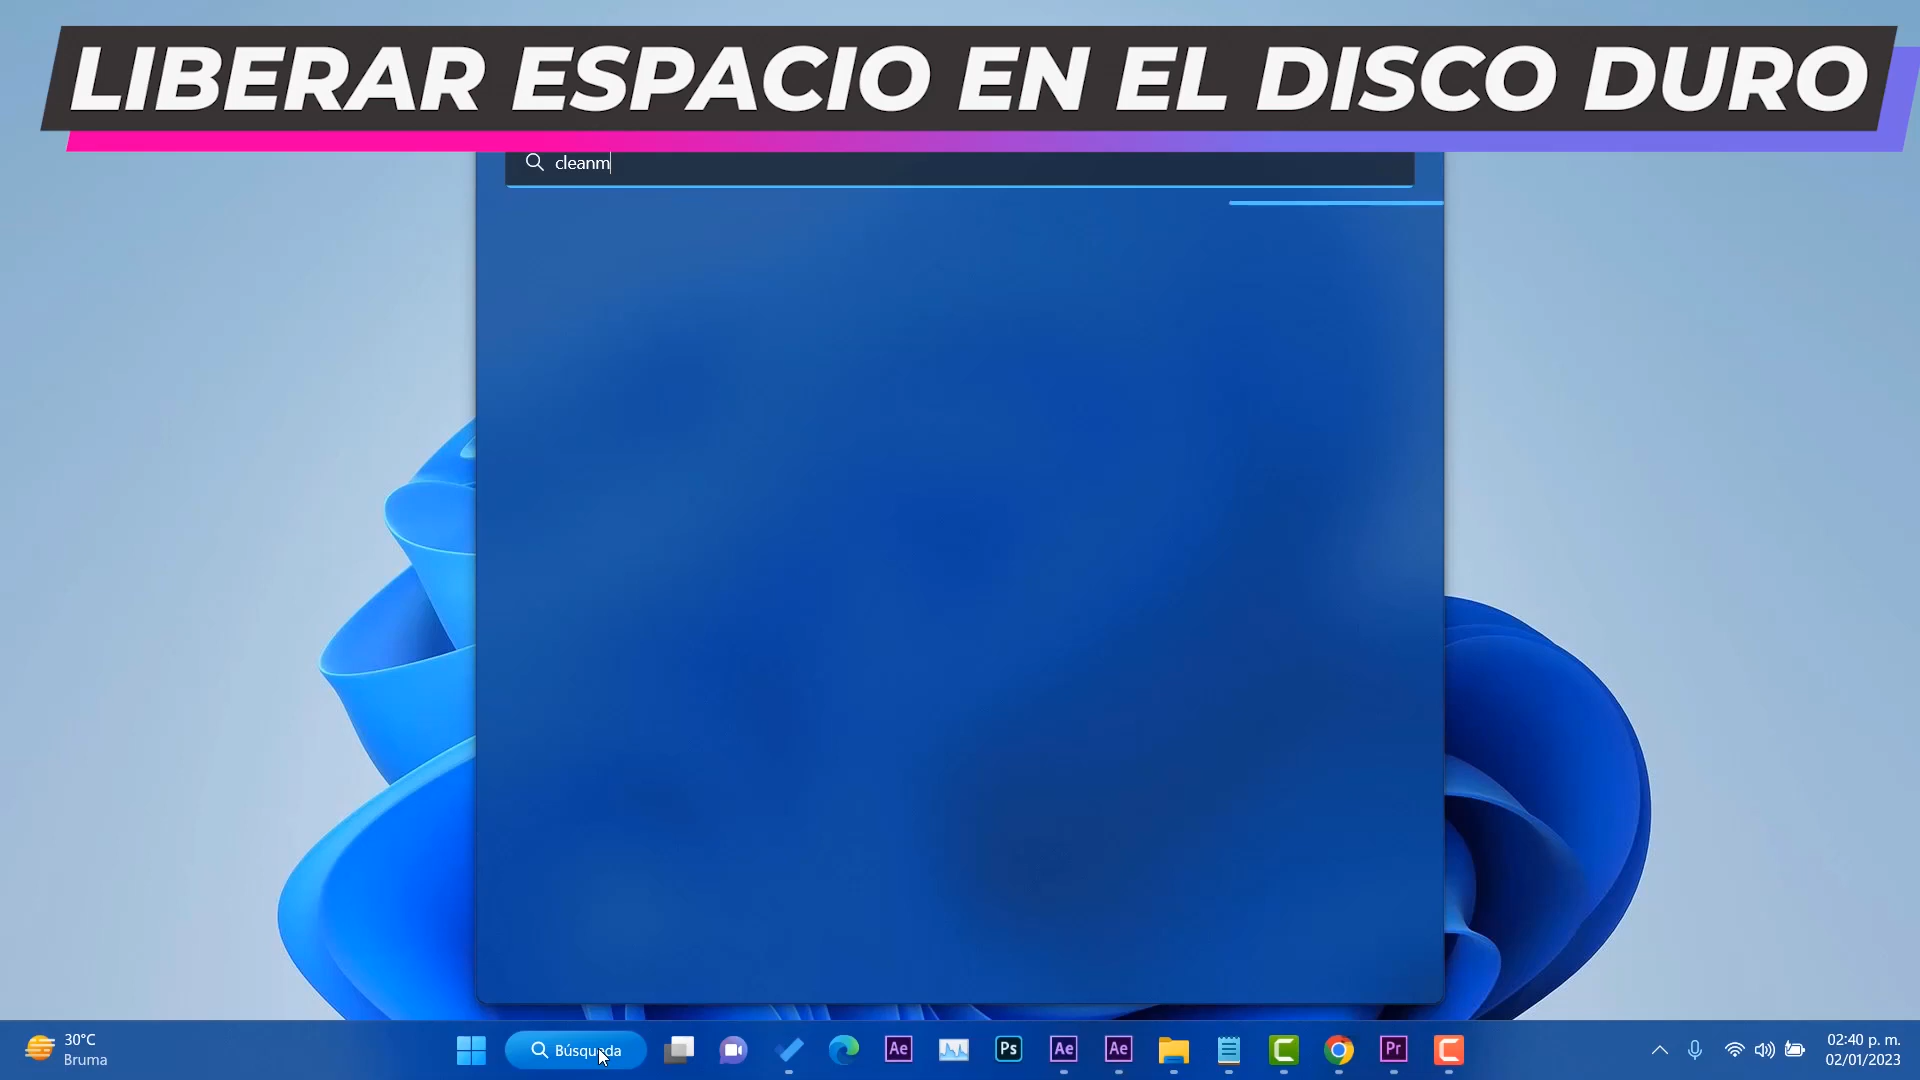 LIBERAR ESPACIO EN EL DISCO DURO
cleanm
30°C
Bruma
Búsqueda
Ae
Ps
Ae
Ae
Pr
02:40 p. m.
02/01/2023